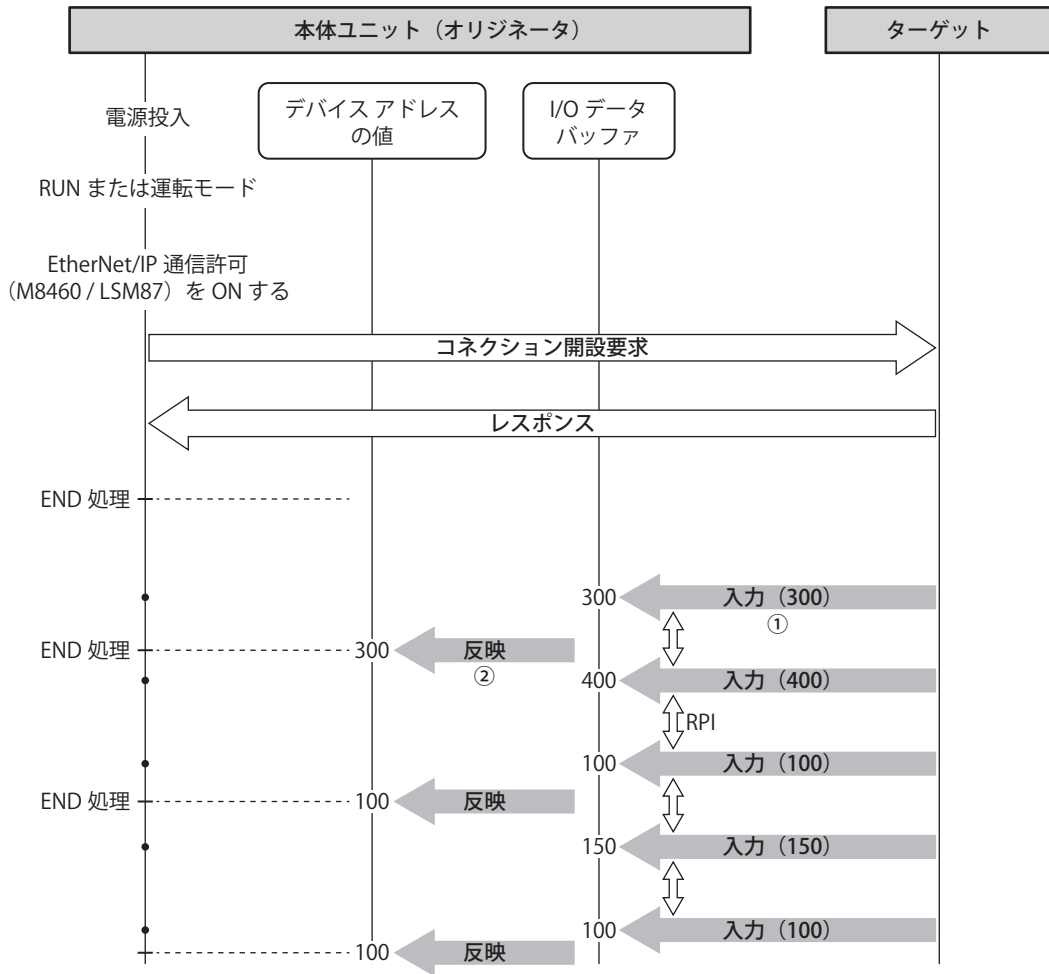 本体ユニット（オリジネータ）
ターゲット
電源投入
デバイス アドレス
の値
I/O データ
バッファ
RUN または運転モード
EtherNet/IP 通信許可
（M8460 / LSM87）を ON する
コネクション開設要求
レスポンス
END 処理
300
入力（300）
①
END 処理
300
反映
②
400
入力（400）
RPI
100
入力（100）
END 処理
100
反映
150
入力（150）
100
入力（100）
100
反映